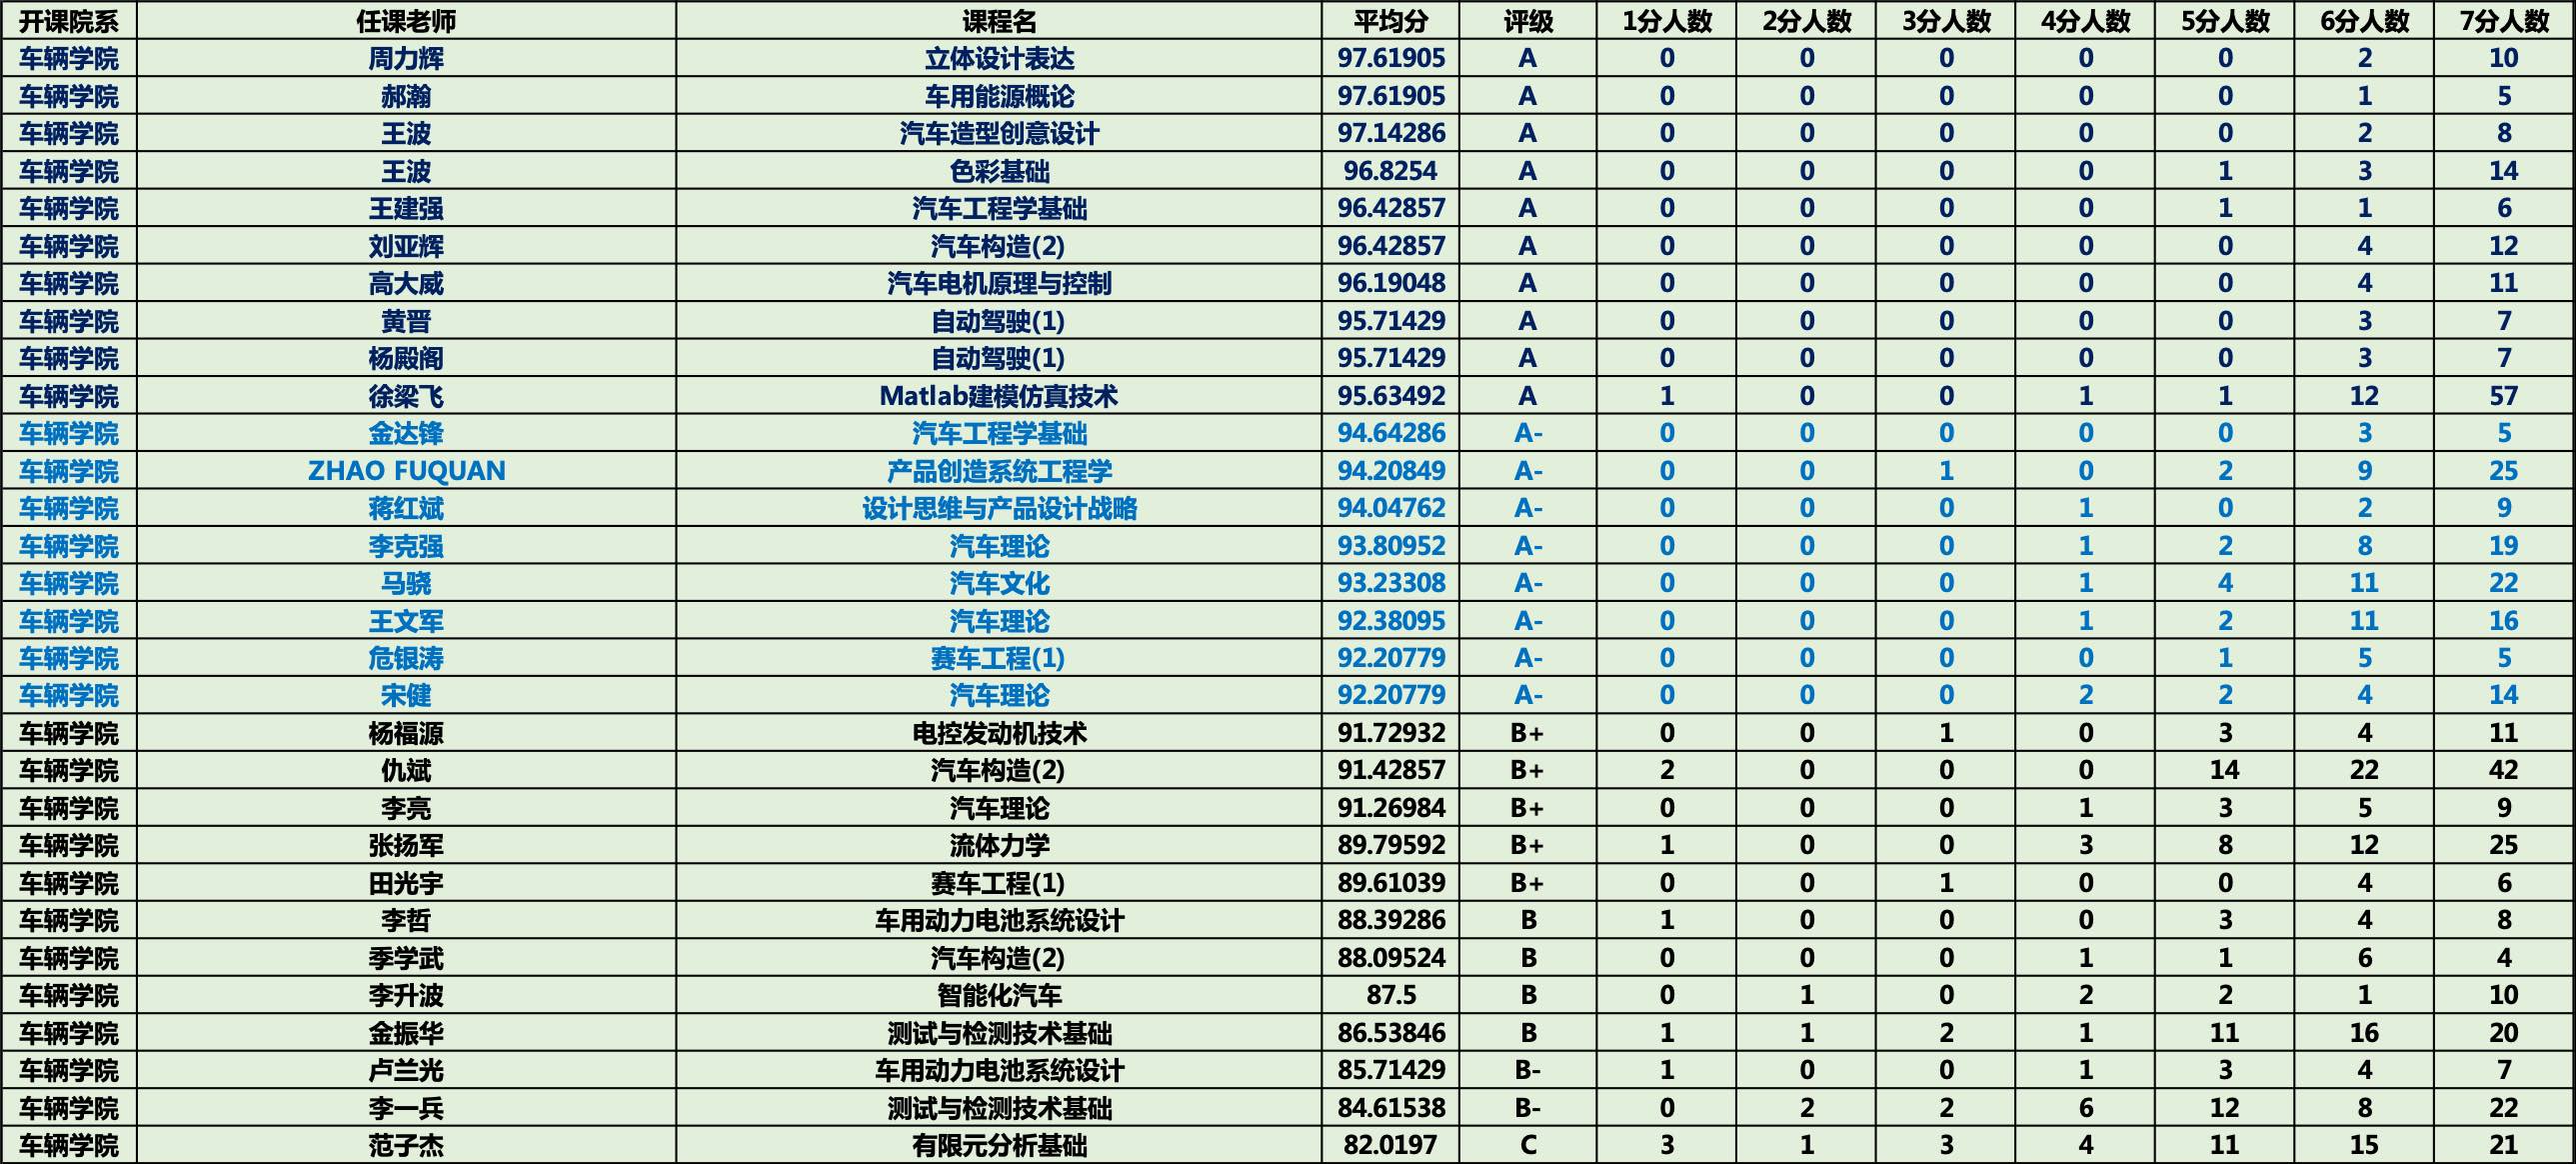 开课院系 任课老师 课程名 平均分 评级 1分人数 2分人数 3分人数 4分人数 5分人数 6分人数 7分人数
车辆学院 周力辉 立体设计表达 97.61905 A 0 0 0 0 0 2 10
车辆学院 郝瀚 车用能源概论 97.61905 A 0 0 0 0 0 1 5
车辆学院 王波 汽车造型创意设计 97.14286 A 0 0 0 0 0 2 8
车辆学院 王波 色彩基础 96.8254 A 0 0 0 0 1 3 14
车辆学院 王建强 汽车工程学基础 96.42857 A 0 0 0 0 1 1 6
车辆学院 刘亚辉 汽车构造(2) 96.42857 A 0 0 0 0 0 4 12
车辆学院 高大威 汽车电机原理与控制 96.19048 A 0 0 0 0 0 4 11
车辆学院 黄晋 自动驾驶(1) 95.71429 A 0 0 0 0 0 3 7
车辆学院 杨殿阁 自动驾驶(1) 95.71429 A 0 0 0 0 0 3 7
车辆学院 徐梁飞 Matlab建模仿真技术 95.63492 A 1 0 0 1 1 12 57
车辆学院 金达锋 汽车工程学基础 94.64286 A- 0 0 0 0 0 3 5
车辆学院 ZHAO FUQUAN 产品创造系统工程学 94.20849 A- 0 0 1 0 2 9 25
车辆学院 蒋红斌 设计思维与产品设计战略 94.04762 A- 0 0 0 1 0 2 9
车辆学院 李克强 汽车理论 93.80952 A- 0 0 0 1 2 8 19
车辆学院 马骁 汽车文化 93.23308 A- 0 0 0 1 4 11 22
车辆学院 王文军 汽车理论 92.38095 A- 0 0 0 1 2 11 16
车辆学院 危银涛 赛车工程(1) 92.20779 A- 0 0 0 0 1 5 5
车辆学院 宋健 汽车理论 92.20779 A- 0 0 0 2 2 4 14
车辆学院 杨福源 电控发动机技术 91.72932 B+ 0 0 1 0 3 4 11
车辆学院 仇斌 汽车构造(2) 91.42857 B+ 2 0 0 0 14 22 42
车辆学院 李亮 汽车理论 91.26984 B+ 0 0 0 1 3 5 9
车辆学院 张扬军 流体力学 89.79592 B+ 1 0 0 3 8 12 25
车辆学院 田光宇 赛车工程(1) 89.61039 B+ 0 0 1 0 0 4 6
车辆学院 李哲 车用动力电池系统设计 88.39286 B 1 0 0 0 3 4 8
车辆学院 季学武 汽车构造(2) 88.09524 B 0 0 0 1 1 6 4
车辆学院 李升波 智能化汽车 87.5 B 0 1 0 2 2 1 10
车辆学院 金振华 测试与检测技术基础 86.53846 B 1 1 2 1 11 16 20
车辆学院 卢兰光 车用动力电池系统设计 85.71429 B- 1 0 0 1 3 4 7
车辆学院 李一兵 测试与检测技术基础 84.61538 B- 0 2 2 6 12 8 22
车辆学院 范子杰 有限元分析基础 82.0197 C 3 1 3 4 11 15 21